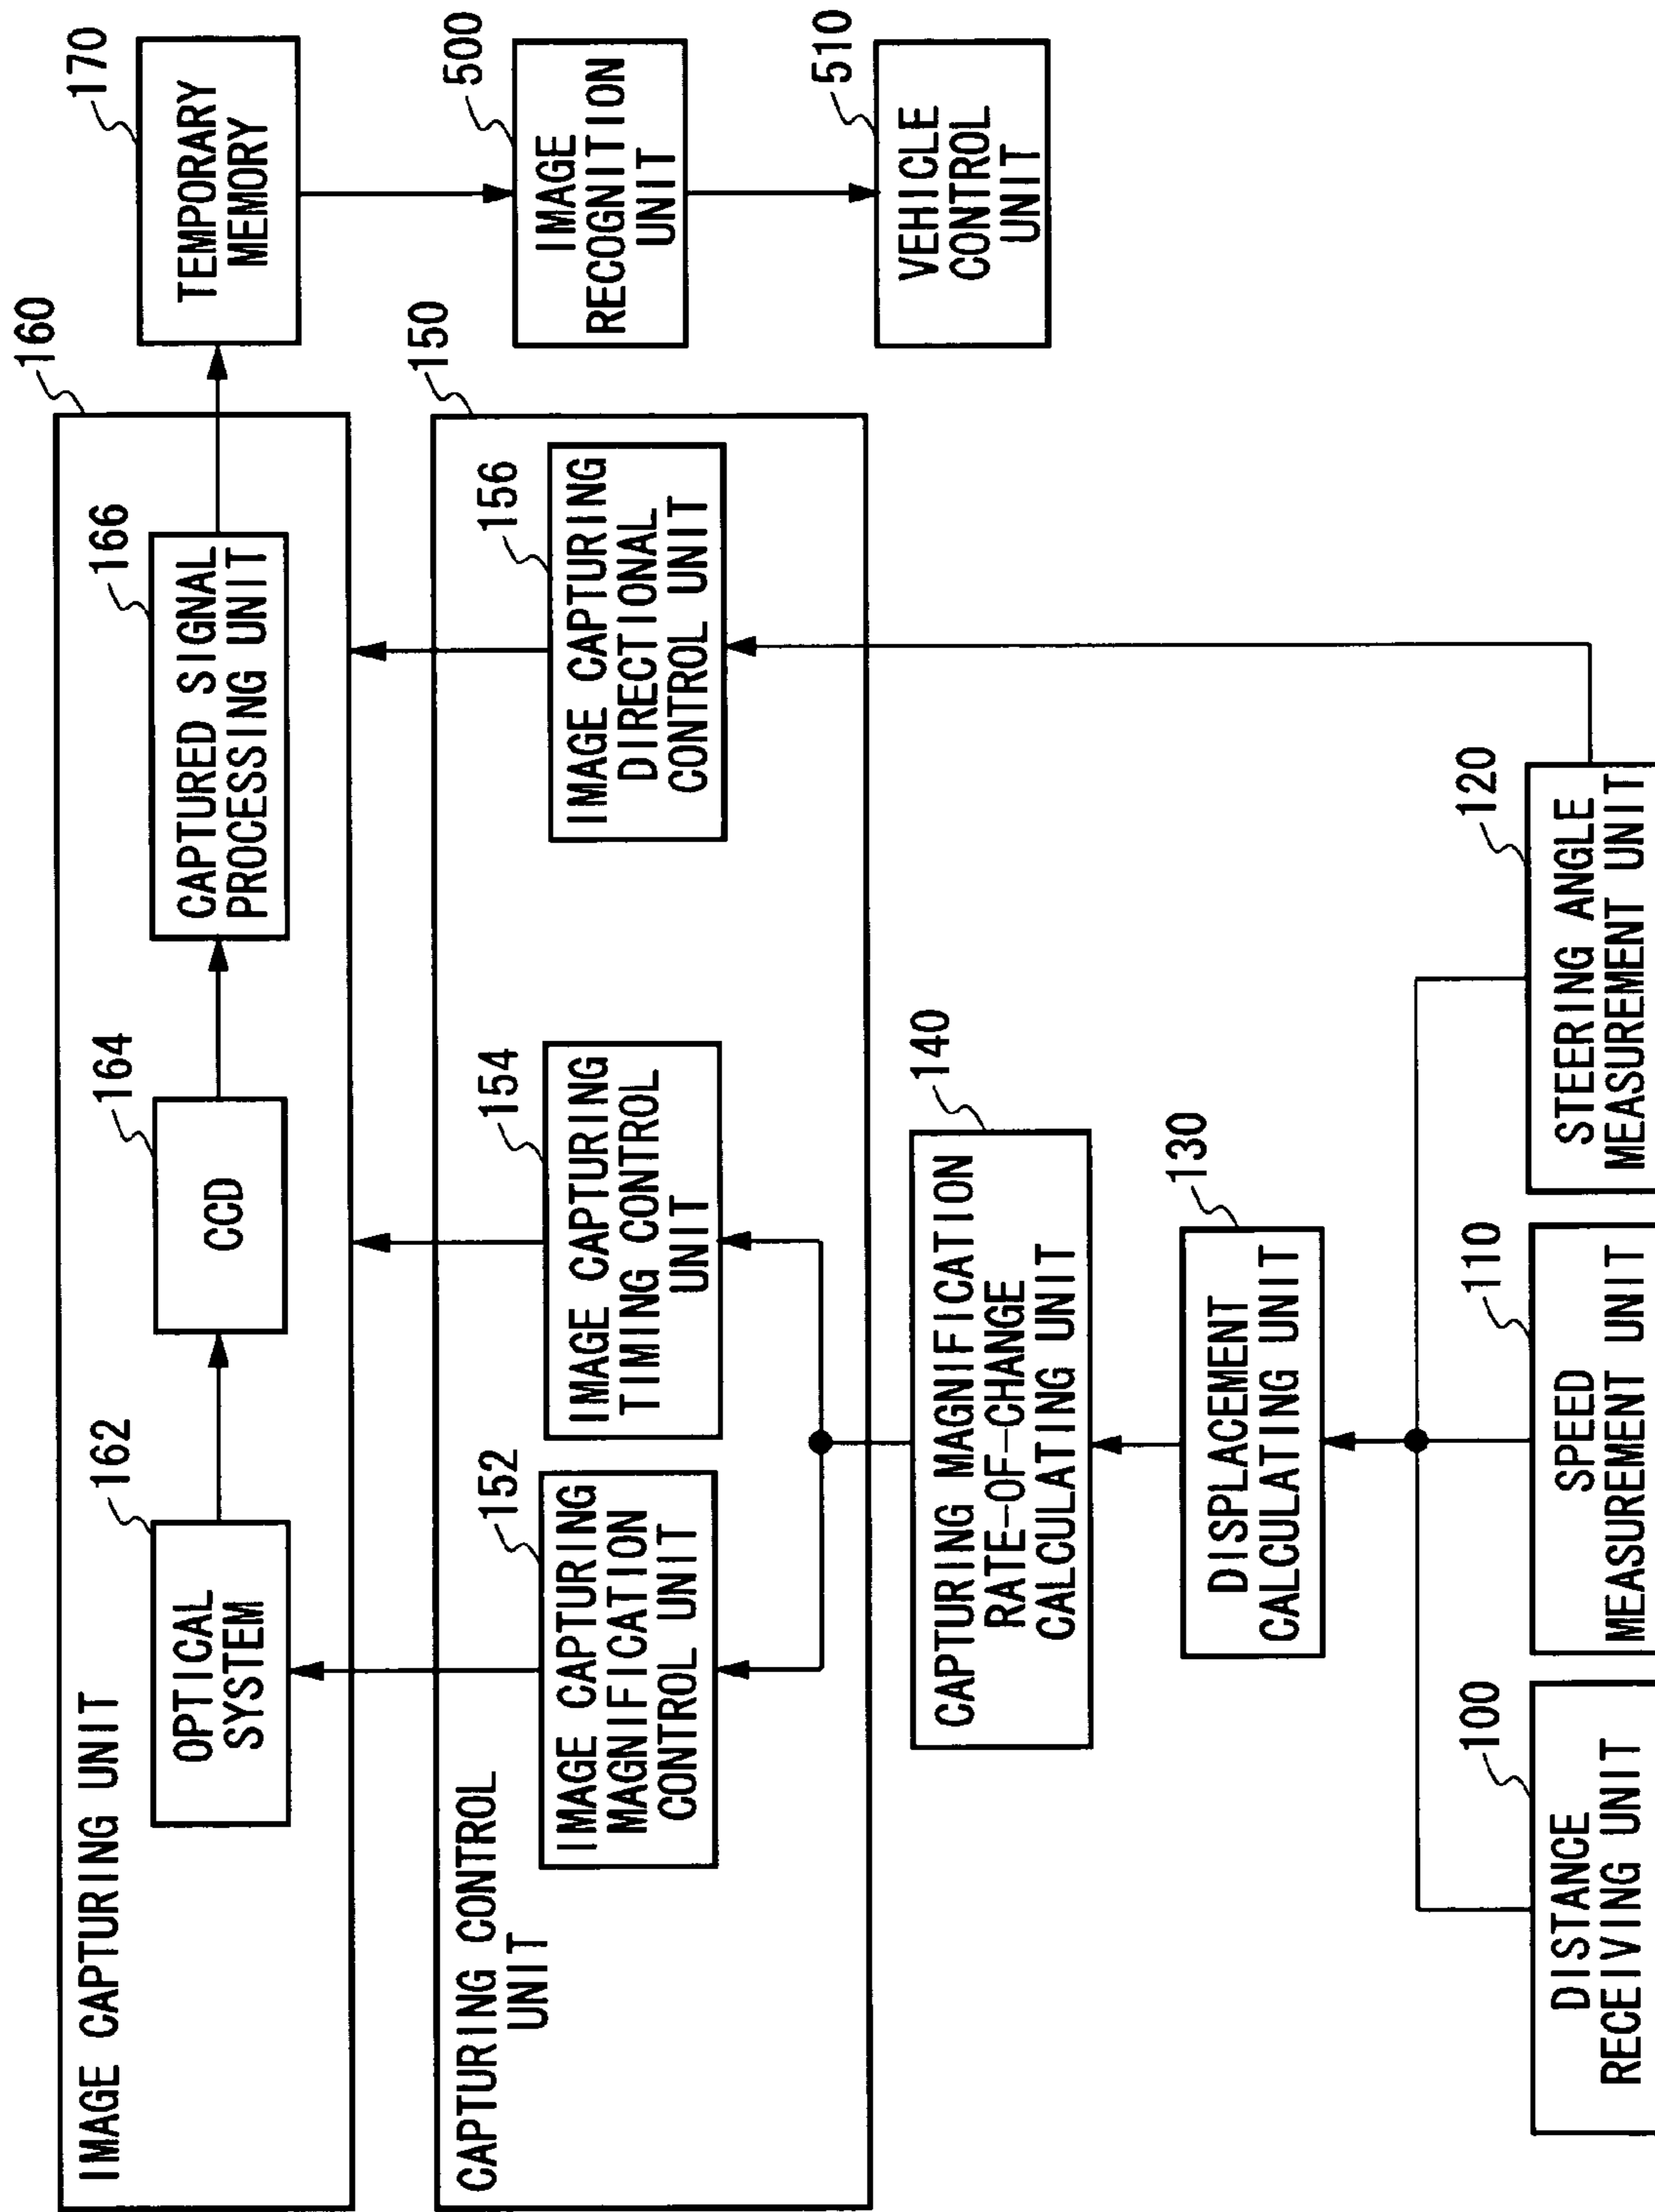 IMAGE CAPTURING UNIT
160
162
OPTICAL
SYSTEM
164
CCD
166
CAPTURED SIGNAL
PROCESSING UNIT
170
TEMPORARY
MEMORY
CAPTURING CONTROL
UNIT
150
152
IMAGE CAPTURING
MAGNIFICATION
CONTROL UNIT
154
IMAGE CAPTURING
TIMING CONTROL
UNIT
156
IMAGE CAPTURING
DIRECTIONAL
CONTROL UNIT
500
IMAGE
RECOGNITION
UNIT
510
VEHICLE
CONTROL
UNIT
140
CAPTURING MAGNIFICATION
RATE-OF-CHANGE
CALCULATING UNIT
130
DISPLACEMENT
CALCULATING UNIT
100
DISTANCE
RECEIVING UNIT
110
SPEED
MEASUREMENT UNIT
120
STEERING ANGLE
MEASUREMENT UNIT